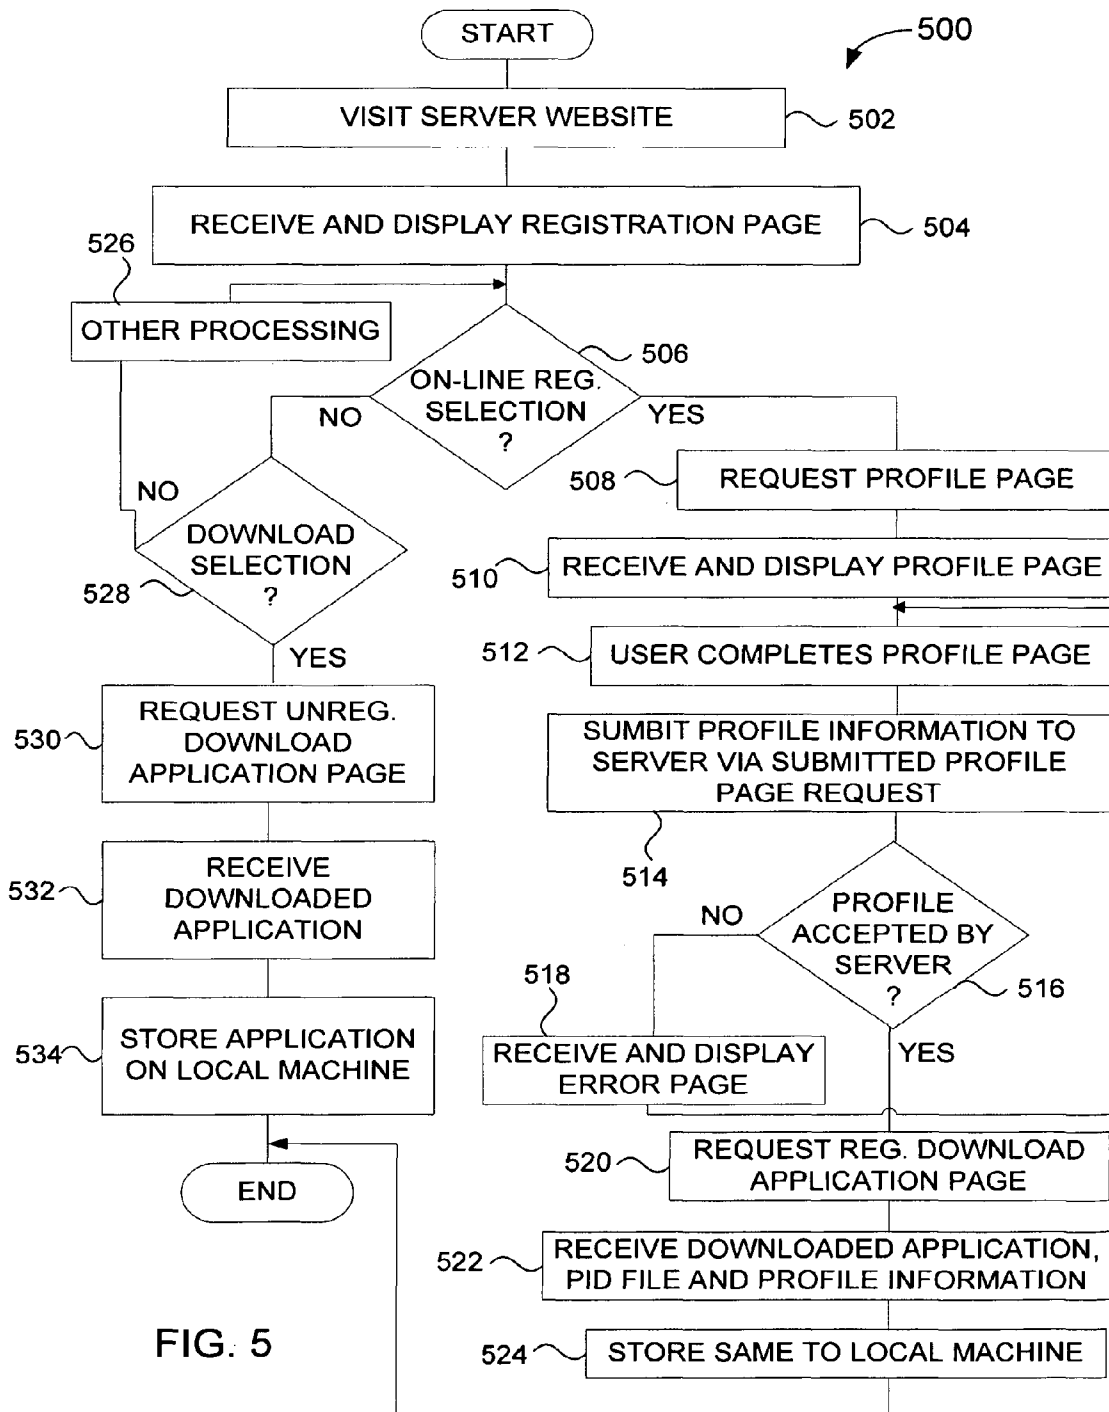 START
500
VISIT SERVER WEBSITE
502
RECEIVE AND DISPLAY REGISTRATION PAGE
504
526
OTHER PROCESSING
506
ON-LINE REG.
SELECTION
?
NO
YES
508
REQUEST PROFILE PAGE
NO
DOWNLOAD
SELECTION
?
528
510
RECEIVE AND DISPLAY PROFILE PAGE
512
USER COMPLETES PROFILE PAGE
YES
530
REQUEST UNREG.
DOWNLOAD
APPLICATION PAGE
SUMBIT PROFILE INFORMATION TO
SERVER VIA SUBMITTED PROFILE
PAGE REQUEST
514
532
RECEIVE
DOWNLOADED
APPLICATION
NO
PROFILE
ACCEPTED BY
SERVER
?
516
518
534
STORE APPLICATION
ON LOCAL MACHINE
RECEIVE AND DISPLAY
ERROR PAGE
YES
520
REQUEST REG. DOWNLOAD
APPLICATION PAGE
END
522
RECEIVE DOWNLOADED APPLICATION,
PID FILE AND PROFILE INFORMATION
FIG. 5
524
STORE SAME TO LOCAL MACHINE